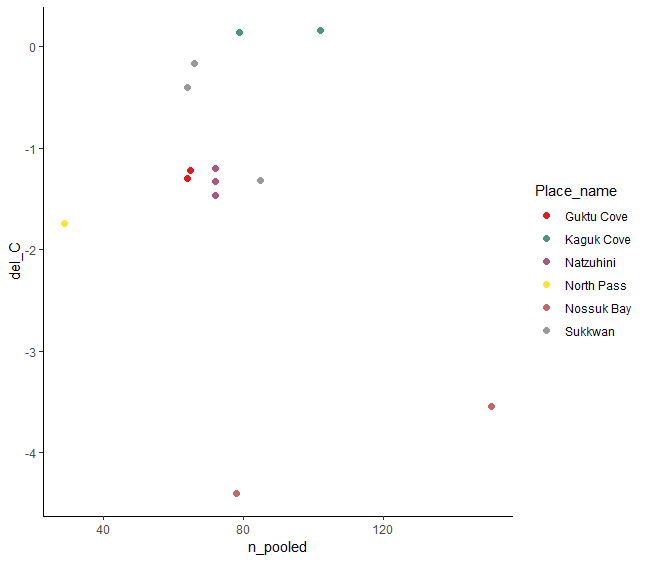 0
-1
-2
-3
-4
del_C
40
80
120
n_pooled
Place_name
Guktu Cove
Kaguk Cove
Natzuhini
North Pass
Nossuk Bay
Sukkwan